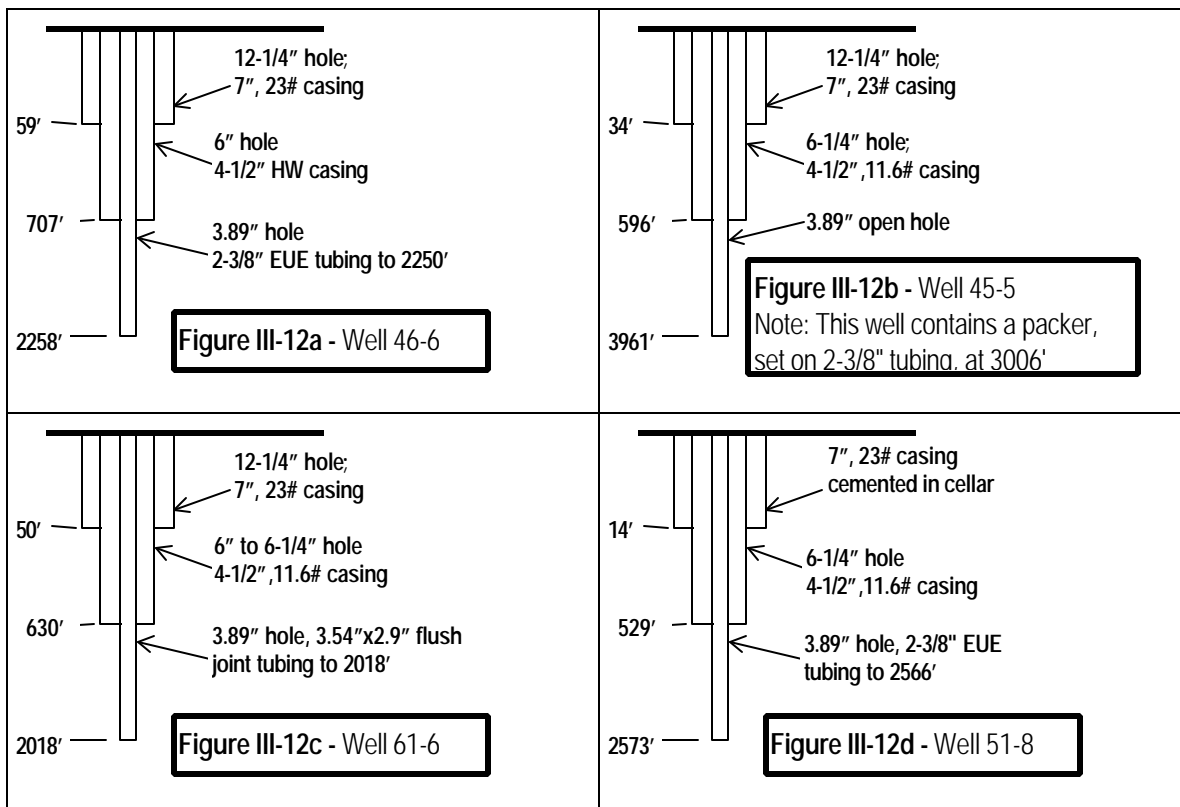 12-1/4" hole;
7", 23# casing
59'
6" hole
4-1/2" HW casing
707'
3.89" hole
2-3/8" EUE tubing to 2250'
2258'
Figure III-12a - Well 46-6
12-1/4" hole;
7", 23# casing
34'
6-1/4" hole;
4-1/2",11.6# casing
596'
3.89" open hole
Figure III-12b - Well 45-5
Note: This well contains a packer,
set on 2-3/8" tubing, at 3006'
3961'
12-1/4" hole;
7", 23# casing
50'
6" to 6-1/4" hole
4-1/2",11.6# casing
630'
3.89" hole, 3.54"x2.9" flush
joint tubing to 2018'
2018'
Figure III-12c - Well 61-6
7", 23# casing
cemented in cellar
14'
6-1/4" hole
4-1/2",11.6# casing
529'
3.89" hole, 2-3/8" EUE
tubing to 2566'
2573'
Figure III-12d - Well 51-8